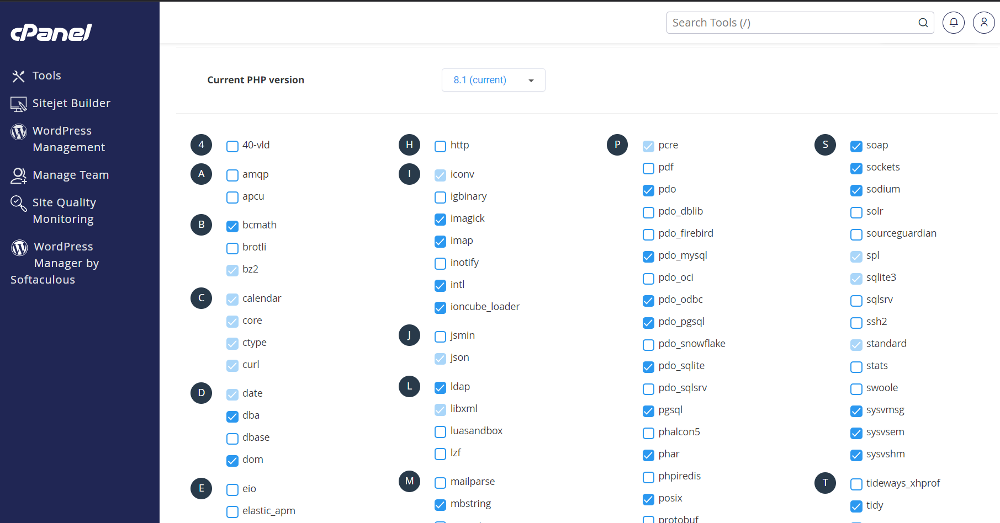 cPanel
Tools
Sitejet Builder
WordPress
Management
Manage Team
Site Quality
Monitoring
WordPress
Manager by
Softaculous
Search Tools (/)
Current PHP version
8.1 (current)
4
40-vld
A
amqp
apcu
B
bcmath
brotli
bz2
C
calendar
core
ctype
curl
D
date
dba
dbase
dom
E
eio
elastic_apm
H
http
I
iconv
igbinary
imagick
imap
inotify
intl
ioncube_loader
J
jsmin
json
L
ldap
libxml
luasandbox
lzf
M
mailparse
mbstring
P
pcre
pdf
pdo
pdo_dblib
pdo_firebird
pdo_mysql
pdo_oci
pdo_odbc
pdo_pgsql
pdo_snowflake
pdo_sqlite
pdo_sqlsrv
pgsql
phalcon5
phar
phpiredis
posix
protobuf
S
soap
sockets
sodium
solr
sourceguardian
spl
sqlite3
sqlsrv
ssh2
standard
stats
swoole
sysvmsg
sysvsem
sysvshm
T
tideways_xhprof
tidy